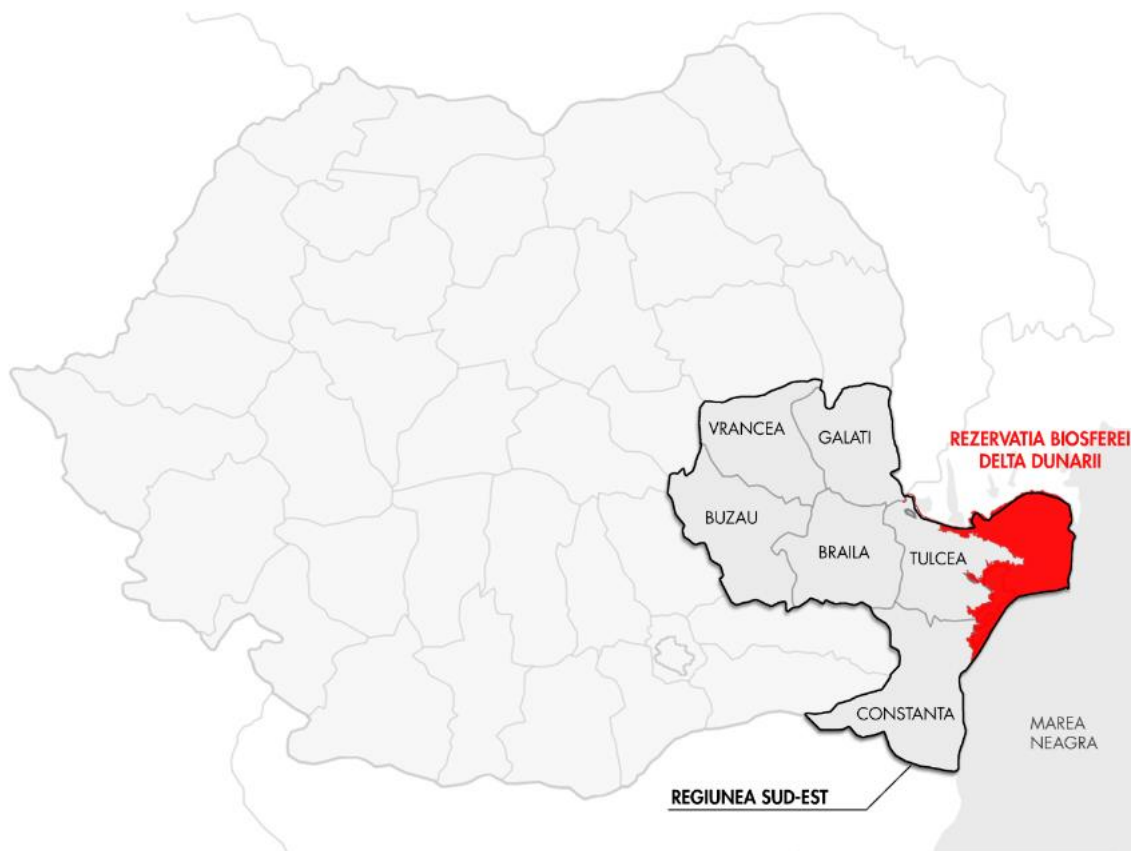 VRANCEA
GALATI
REZERVATIA BIOSFEREI
DELTA DUNARII
BUZAU
BRAILA
TULCEA
CONSTANTA
MAREA
NEAGRA
REGIUNEA SUD-EST